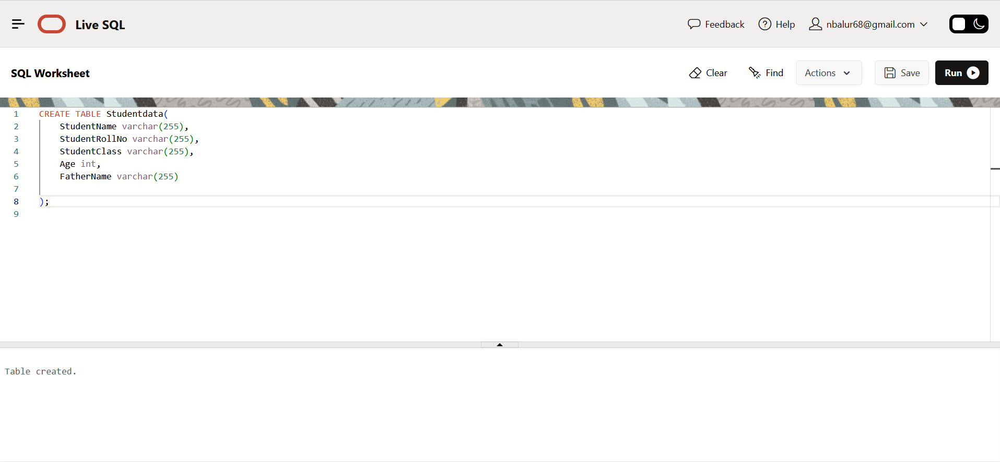 Live SQL
Feedback Help nbalur68@gmail.com
SQL Worksheet
Clear Find Actions Save Run
1 CREATE TABLE Studentdata(
2 StudentName varchar(255),
3 StudentRollNo varchar(255),
4 StudentClass varchar(255),
5 Age int,
6 FatherName varchar(255)
7
8 );
9
Table created.